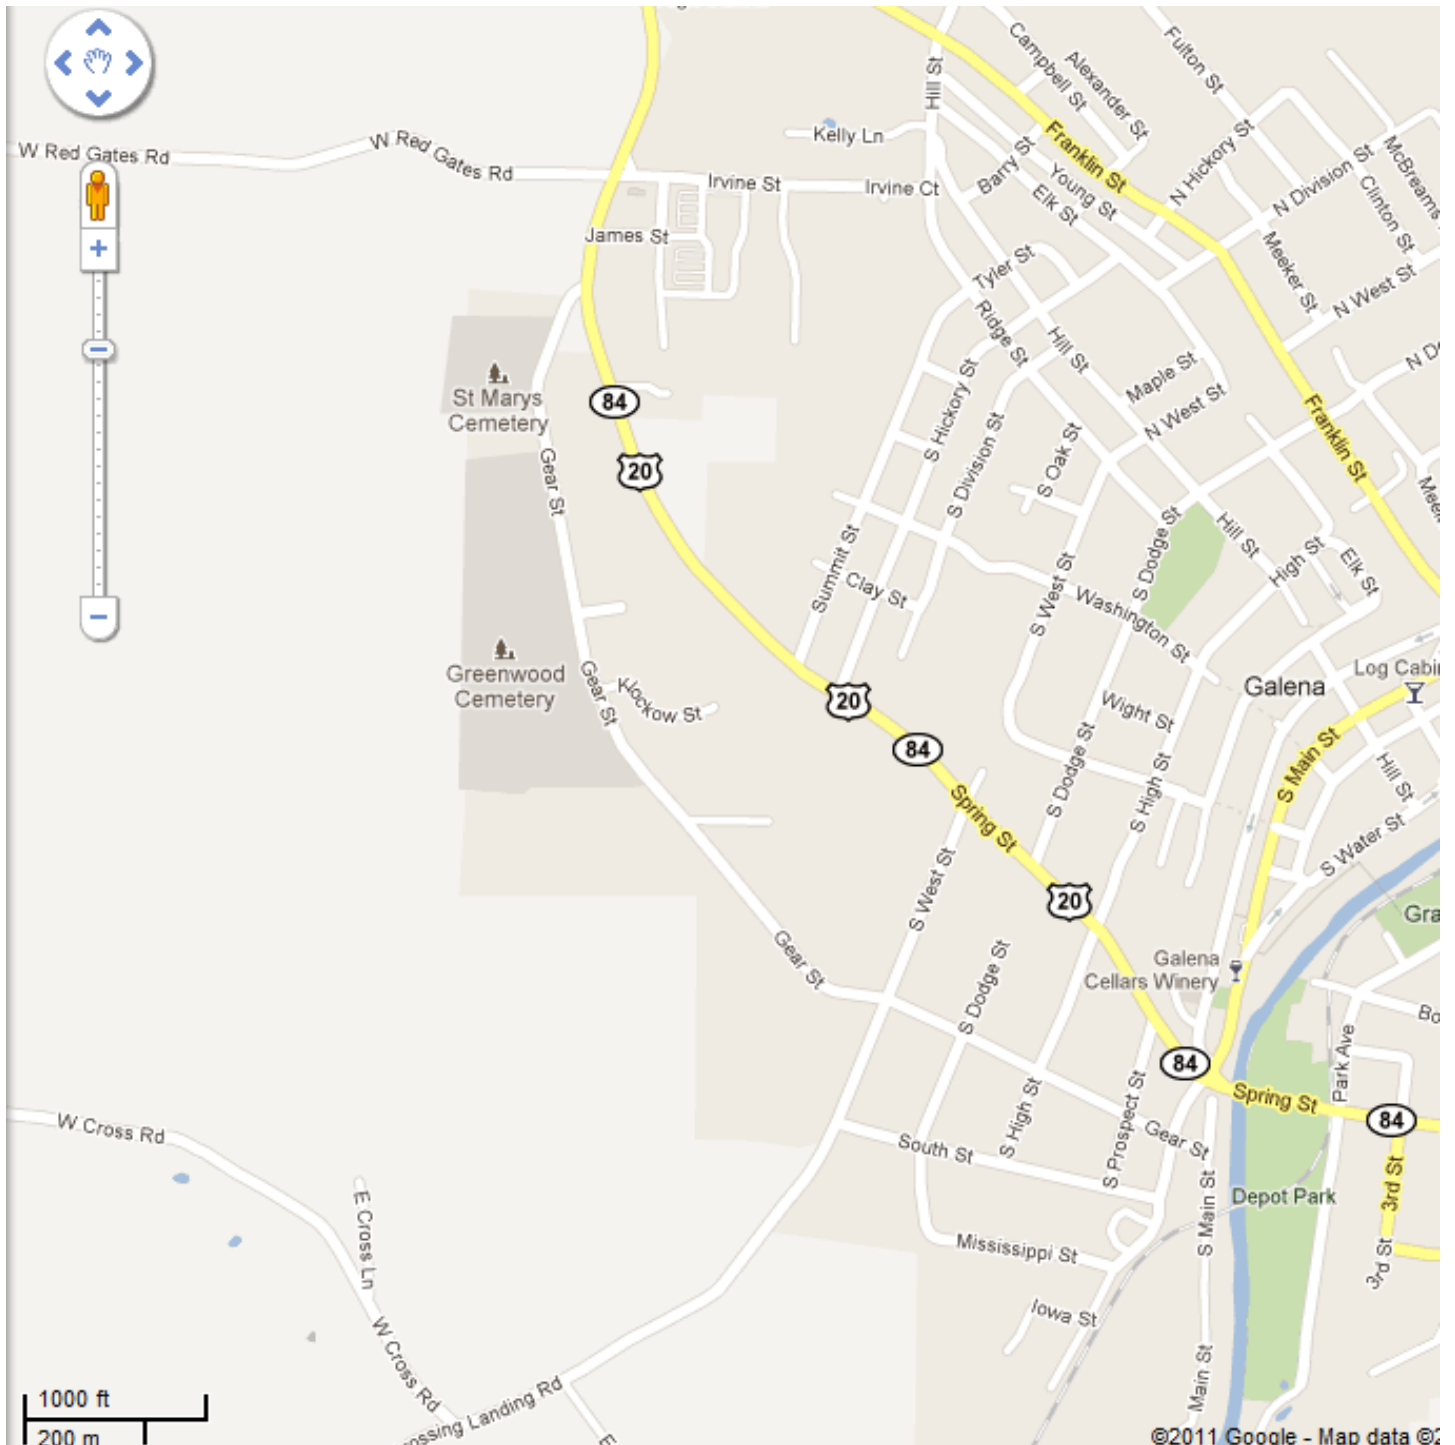 Campbell St
Alexander St
Fulton St
Hill St
W Red Gates Rd
W Red Gates Rd
Kelly Ln
Franklin St
Barry St
Young St
Elk St
N Hickory St
N Division St
Clinton St
Irvine St
Irvine Ct
James St
Tyler St
Meeker St
N West St
Ridge St
Hill St
Maple St
N West St
St Marys
Cemetery
84
20
Gear St
S Hickory St
S Division St
S Oak St
Franklin St
Summit St
Clay St
S West St
S Dodge St
Hill St
High St
Elk St
Washington St
Greenwood
Cemetery
Gear St
Klockow St
20
84
Wight St
Galena
S Main St
Hill St
Spring St
S Dodge St
S High St
S Water St
S West St
20
Gear St
S Dodge St
Galena
Cellars Winery
Park Ave
84
Spring St
84
W Cross Rd
South St
S High St
S Prospect St
Gear St
S Main St
Depot Park
3rd St
3rd St
E Cross Ln
Mississippi St
Iowa St
W Cross Rd
Main St
Landing Rd
1000 ft
200 m
©2011 Google - Map data